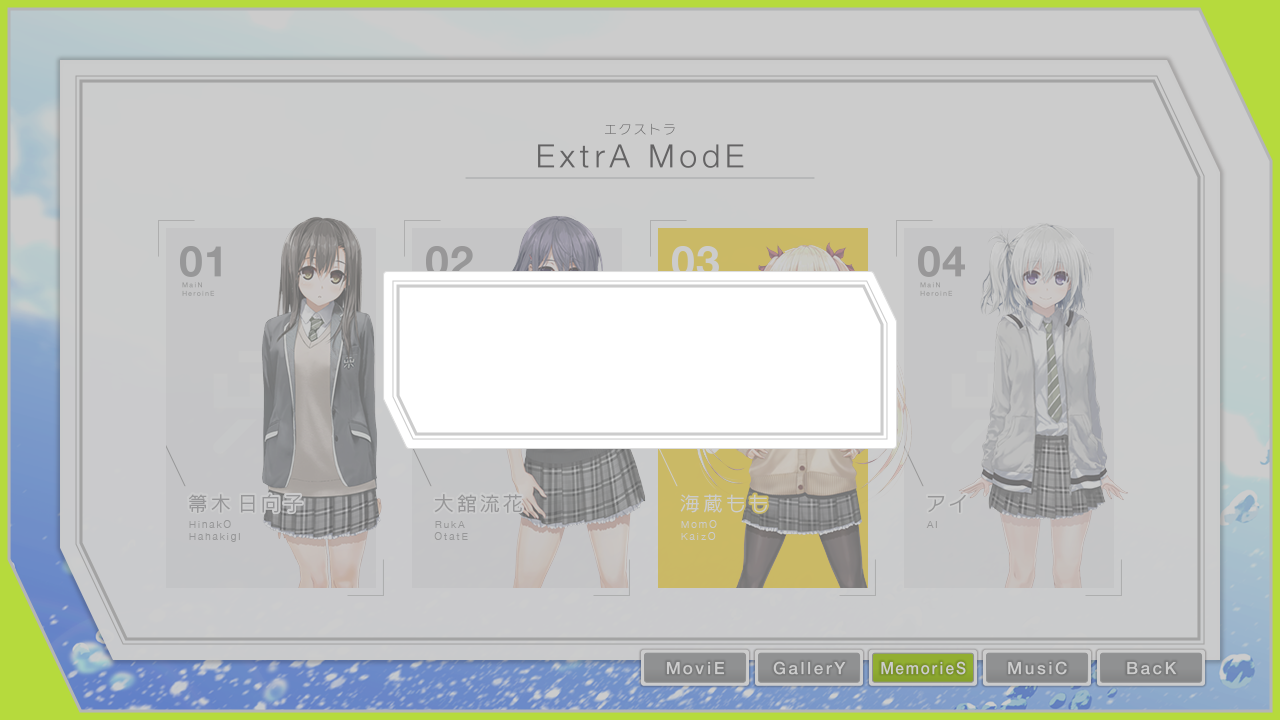 エクストラ
ExtrA ModE
01
MaiN
HeroinE
箒木日向子
HinakO
HahakigI
02
大舘流花
RukA
OtatE
03
海蔵もも
MomO
KaizO
04
MaiN
HeroinE
アイ
AI
MoviE
GallerY
MemorieS
MusiC
BacK